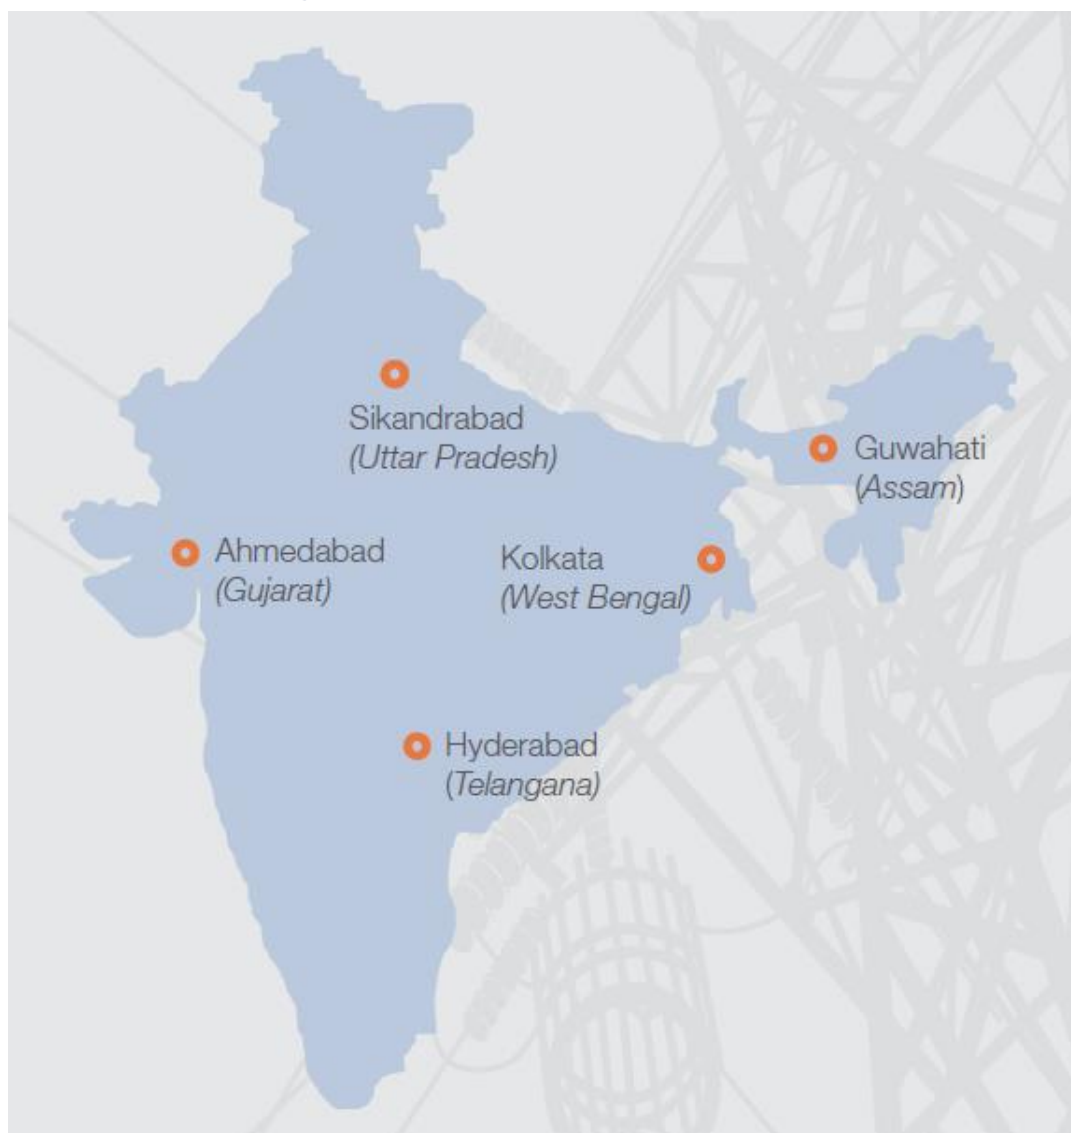 Sikandrabad
(Uttar Pradesh)
Guwahati
(Assam)
Ahmedabad
(Gujarat)
Kolkata
(West Bengal)
Hyderabad
(Telangana)